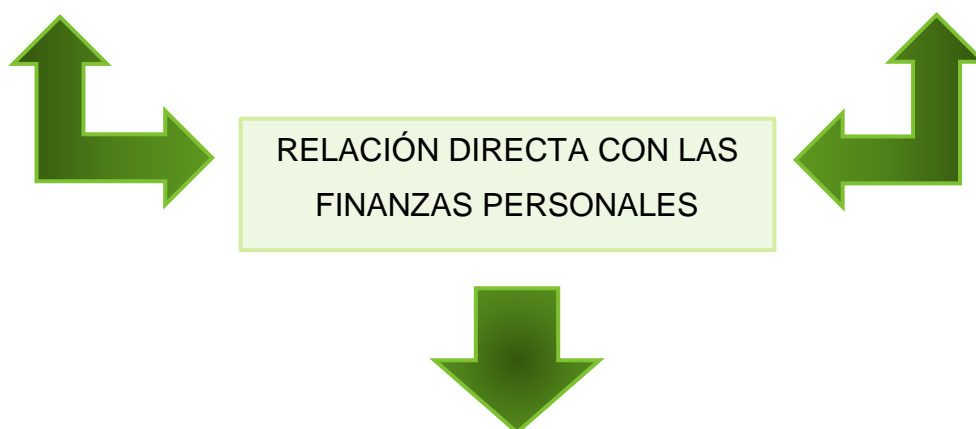 RELACIÓN DIRECTA CON LAS
FINANZAS PERSONALES